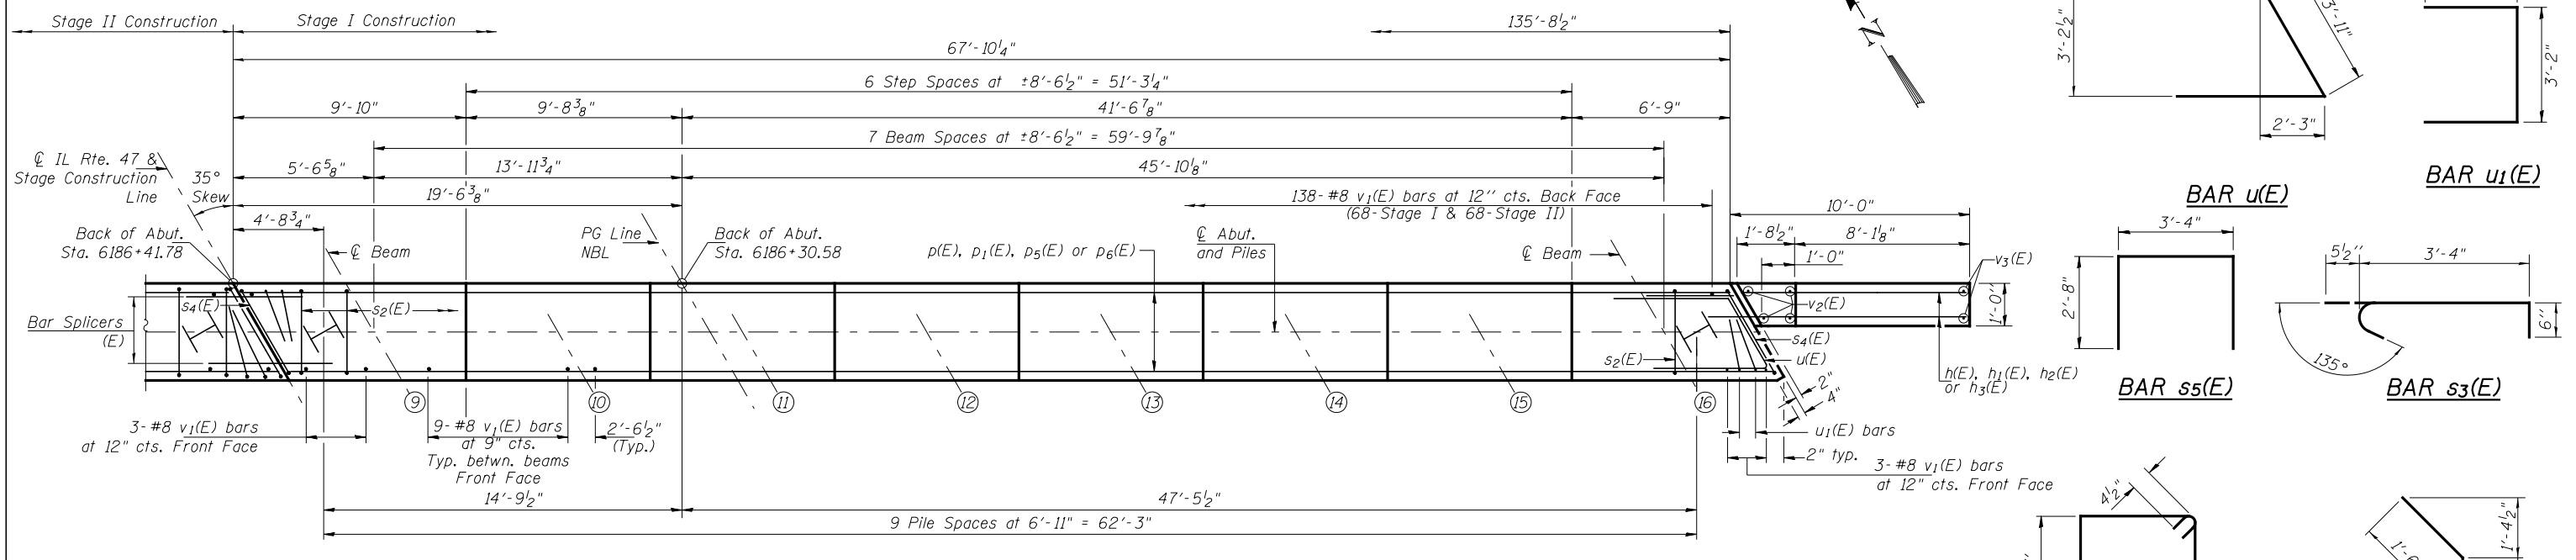 Stage II Construction
Stage I Construction
135'-8½"
67'-10¼"
6 Step Spaces at ±8'-6½" = 51'-3¼"
9'-10"
9'-8⅜"
41'-6⅞"
6'-9"
7 Beam Spaces at ±8'-6½" = 59'-9⅞"
℄ IL Rte. 47 &
Stage Construction
Line
35°
Skew
5'-6⅝"
13'-11¾"
45'-10⅛"
19'-6⅜"
138-#8 v1(E) bars at 12" cts. Back Face
(68-Stage I & 68-Stage II)
4'-8¾"
10'-0"
Back of Abut.
Sta. 6186+41.78
℄ Beam
PG Line
NBL
Back of Abut.
Sta. 6186+30.58
p(E), p1(E), p5(E) or p6(E)
℄ Abut.
and Piles
℄ Beam
1'-8½"
8'-1⅛"
1'-0"
v3(E)
s4(E)
s2(E)
v2(E)
1'-0"
Bar Splicers
(E)
s4(E)
s2(E)
u(E)
h(E), h1(E), h2(E)
or h3(E)
2"
4"
9
10
11
12
13
14
15
16
3-#8 v1(E) bars
at 12" cts. Front Face
9-#8 v1(E) bars
at 9" cts.
Typ. betwn. beams
Front Face
2'-6½"
(Typ.)
u1(E) bars
2" typ.
3-#8 v1(E) bars
at 12" cts. Front Face
14'-9½"
47'-5½"
9 Pile Spaces at 6'-11" = 62'-3"
N
3'-2½"
3'-11"
2'-3"
BAR u(E)
3'-2"
BAR u1(E)
3'-4"
2'-8"
BAR s5(E)
5½"
3'-4"
6"
135°
BAR s3(E)
4½"
1'-4½"